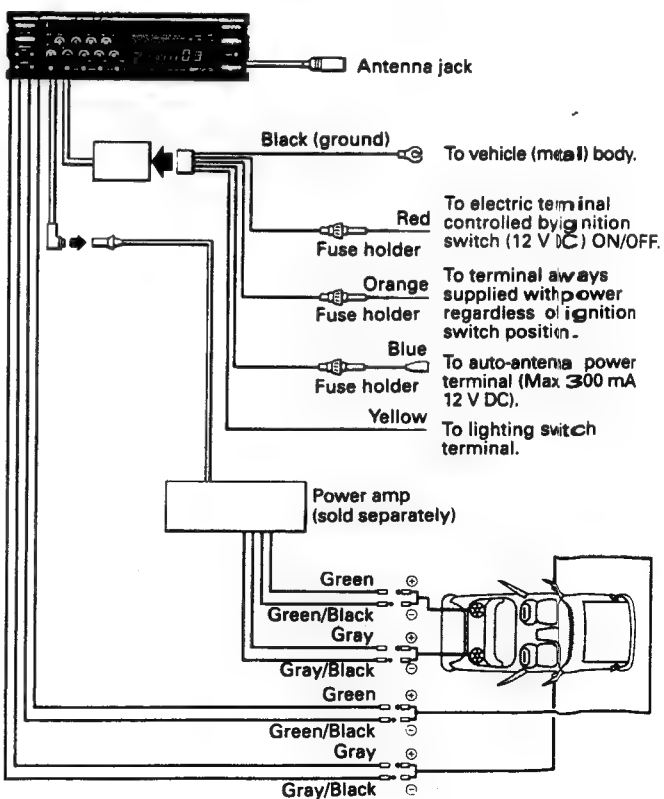 03
Antenna jack
Black (ground)
To vehicle (metal) body.
Red
Fuse holder
To electric terminal
controlled by ignition
switch (12 V DC) ON/OFF.
Orange
Fuse holder
To terminal always
supplied with power
regardless of ignition
switch position.
Blue
Fuse holder
To auto-antenna power
terminal (Max 300 mA
12 V DC).
Yellow
To lighting switch
terminal.
Power amp
(sold separately)
Green ⊕
Green/Black ⊖
Gray ⊕
Gray/Black ⊖
Green ⊕
Green/Black ⊖
Gray ⊕
Gray/Black ⊖